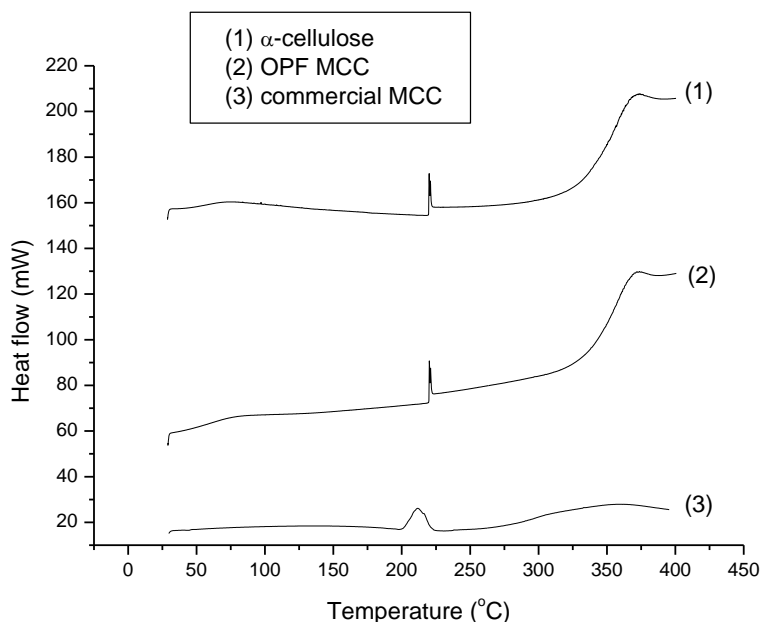 (1) α-cellulose
(2) OPF MCC
(3) commercial MCC
220
200
180
160
140
120
100
80
60
40
20
Heat flow (mW)
(1)
(2)
(3)
0 50 100 150 200 250 300 350 400 450
Temperature (°C)